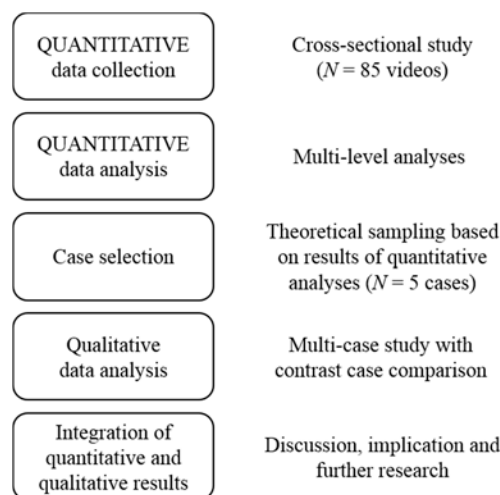 QUANTITATIVE
data collection
Cross-sectional study
(N = 85 videos)
QUANTITATIVE
data analysis
Multi-level analyses
Case selection
Theoretical sampling based
on results of quantitative
analyses (N = 5 cases)
Qualitative
data analysis
Multi-case study with
contrast case comparison
Integration of
quantitative and
qualitative results
Discussion, implication and
further research